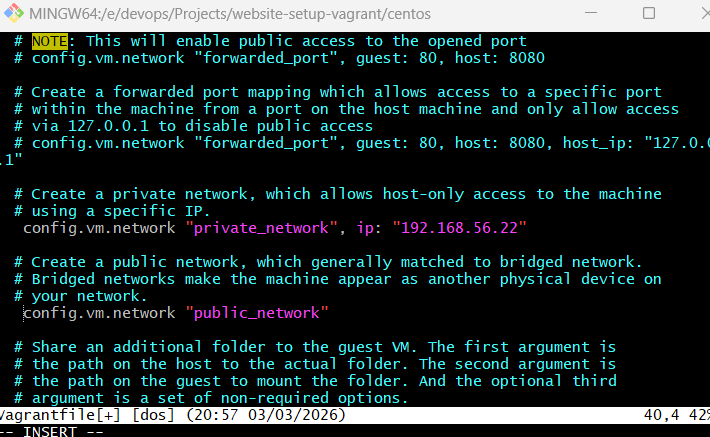 MINGW64:/e/devops/Projects/website-setup-vagrant/centos
# NOTE: This will enable public access to the opened port
# config.vm.network "forwarded_port", guest: 80, host: 8080
# Create a forwarded port mapping which allows access to a specific port
# within the machine from a port on the host machine and only allow access
# via 127.0.0.1 to disable public access
# config.vm.network "forwarded_port", guest: 80, host: 8080, host_ip: "127.0.0
.1"
# Create a private network, which allows host-only access to the machine
# using a specific IP.
config.vm.network "private_network", ip: "192.168.56.22"
# Create a public network, which generally matched to bridged network.
# Bridged networks make the machine appear as another physical device on
# your network.
config.vm.network "public_network"
# Share an additional folder to the guest VM. The first argument is
# the path on the host to the actual folder. The second argument is
# the path on the guest to mount the folder. And the optional third
# argument is a set of non-required options.
vagrantfile[+] [dos] (20:57 03/03/2026) 40,4 42%
-- INSERT --